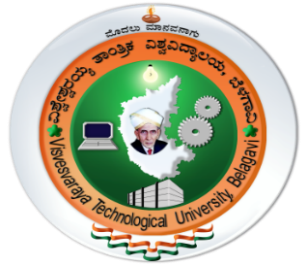 ಮೊದಲು ಮಾನವನಾಗು
ವಿಶ್ವೇಶ್ವರಯ್ಯ ತಾಂತ್ರಿಕ ವಿಶ್ವವಿದ್ಯಾಲಯ, ಬೆಳಗಾವಿ
Visvesvaraya Technological University, Belagavi